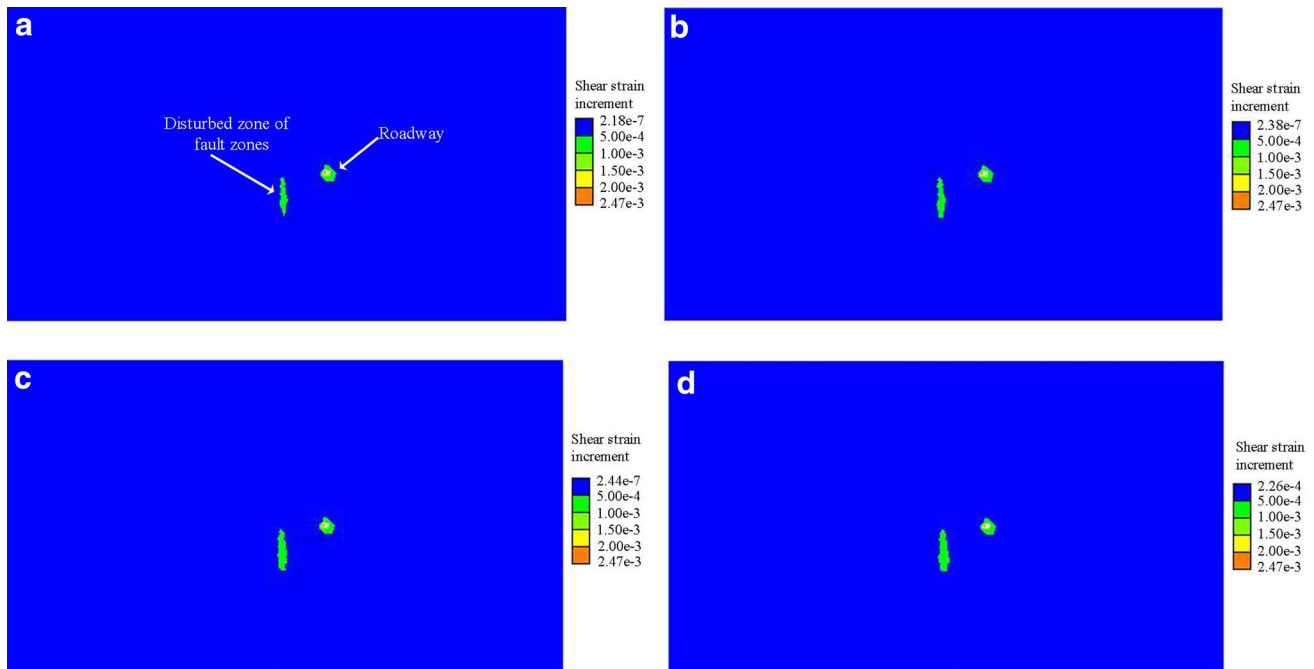 a
Disturbed zone of
fault zones
Roadway
Shear strain
increment
2.18e-7
5.00e-4
1.00e-3
1.50e-3
2.00e-3
2.47e-3
b
Shear strain
increment
2.38e-7
5.00e-4
1.00e-3
1.50e-3
2.00e-3
2.47e-3
c
Shear strain
increment
2.44e-7
5.00e-4
1.00e-3
1.50e-3
2.00e-3
2.47e-3
d
Shear strain
increment
2.26e-4
5.00e-4
1.00e-3
1.50e-3
2.00e-3
2.47e-3